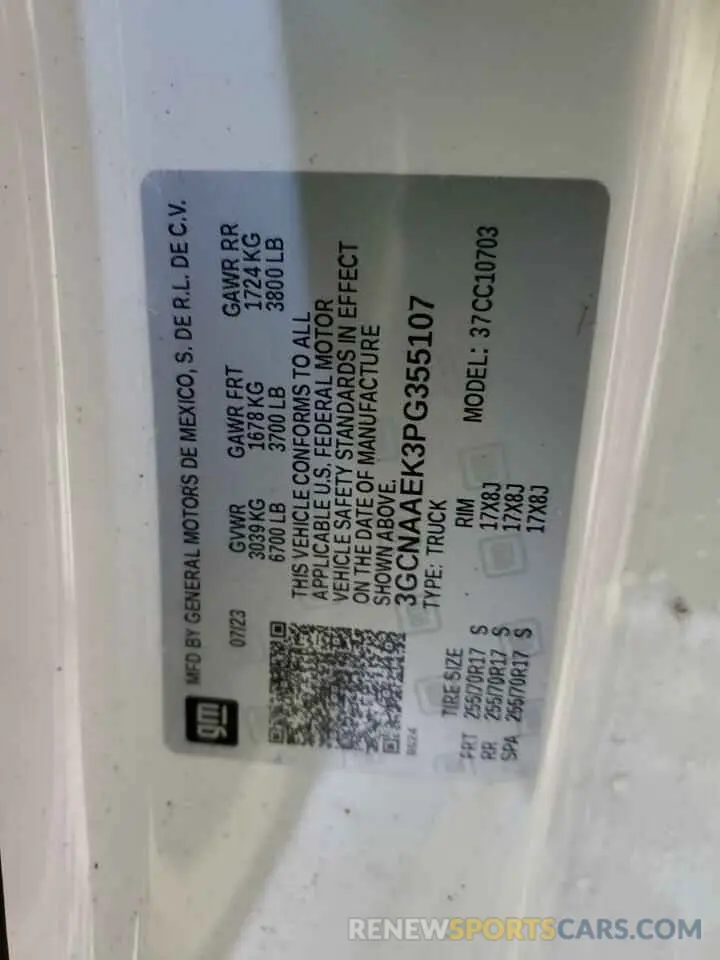 gm
MFD BY GENERAL MOTORS DE MEXICO, S. DE R.L. DE C.V.
07/23
GVWR GAWR FRT GAWR RR
3039 KG 1678 KG 1724 KG
6700 LB 3700 LB 3800 LB
THIS VEHICLE CONFORMS TO ALL
APPLICABLE U.S. FEDERAL MOTOR
VEHICLE SAFETY STANDARDS IN EFFECT
ON THE DATE OF MANUFACTURE
SHOWN ABOVE.
3GCNAAEK3PG355107
TYPE: TRUCK
MODEL: 37CC10703
TIRE SIZE RIM
FRT 255/70R17 S 17X8J
RR 255/70R17 S 17X8J
SPA 255/70R17 S 17X8J
RENEWSPORTSCARS.COM